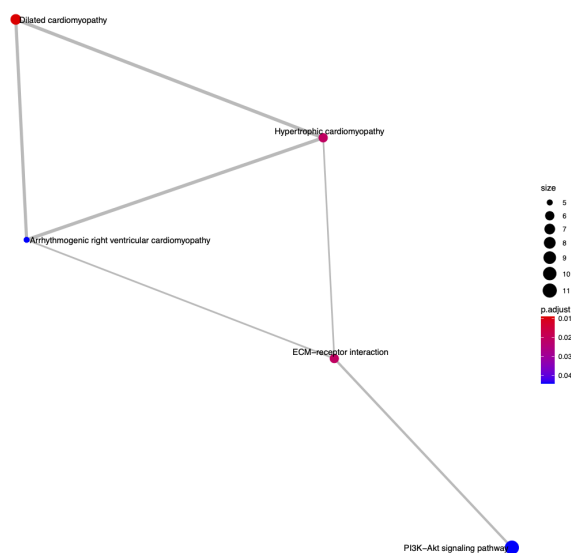 Dilated cardiomyopathy
Hypertrophic cardiomyopathy
Arrhythmogenic right ventricular cardiomyopathy
ECM−receptor interaction
PI3K−Akt signaling pathway
size
5
6
7
8
9
10
11
p.adjust
0.01
0.02
0.03
0.04